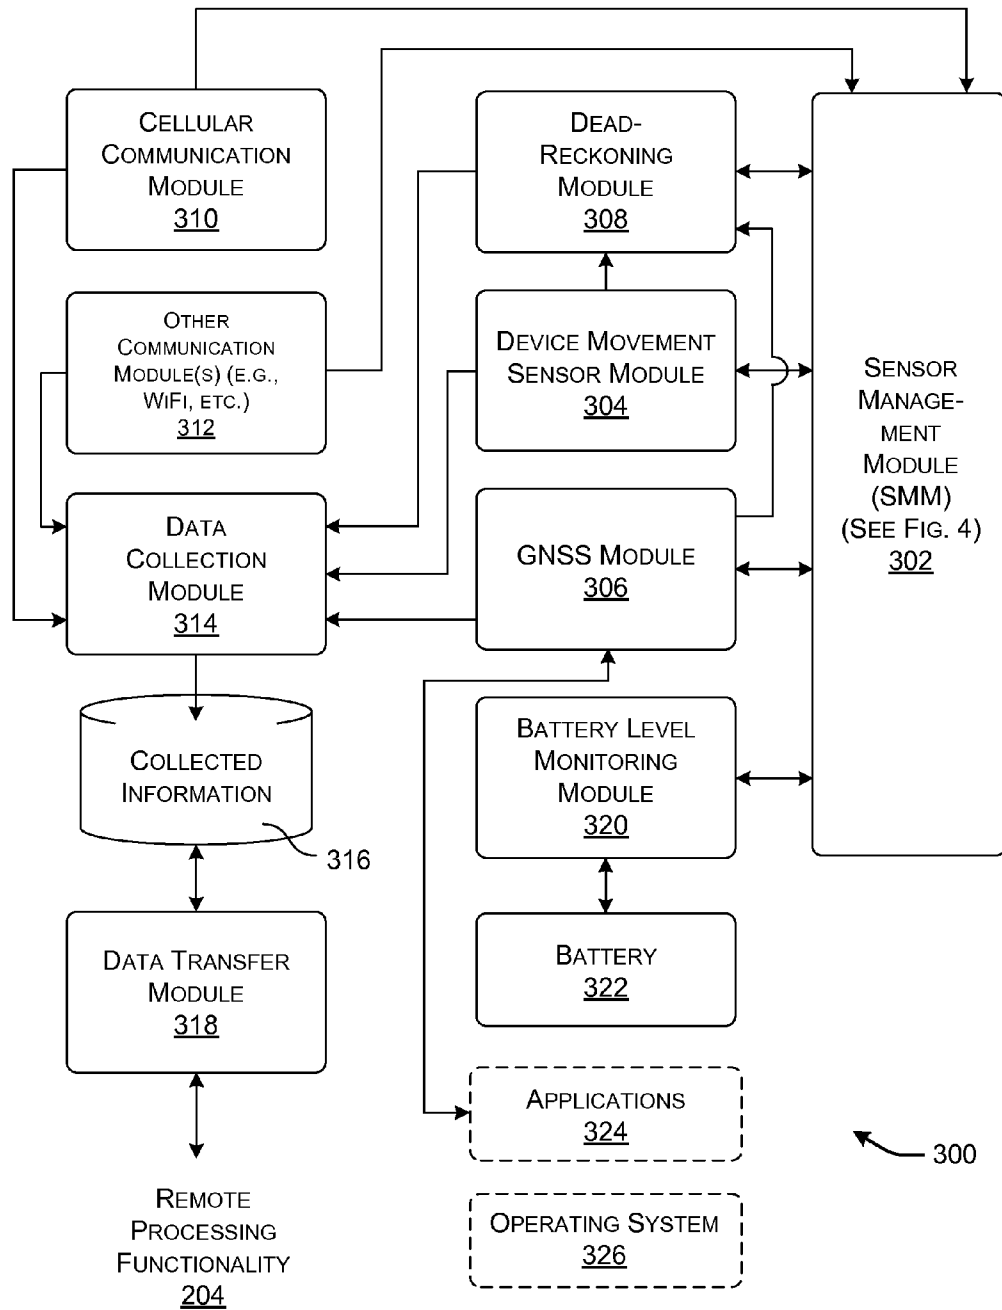 CELLULAR
COMMUNICATION
MODULE
310
OTHER
COMMUNICATION
MODULE(S) (E.G.,
WIFI, ETC.)
312
DATA
COLLECTION
MODULE
314
COLLECTED
INFORMATION
316
DATA TRANSFER
MODULE
318
REMOTE
PROCESSING
FUNCTIONALITY
204
DEAD-
RECKONING
MODULE
308
DEVICE MOVEMENT
SENSOR MODULE
304
GNSS MODULE
306
BATTERY LEVEL
MONITORING
MODULE
320
BATTERY
322
APPLICATIONS
324
OPERATING SYSTEM
326
SENSOR
MANAGE-
MENT
MODULE
(SMM)
(SEE FIG. 4)
302
300